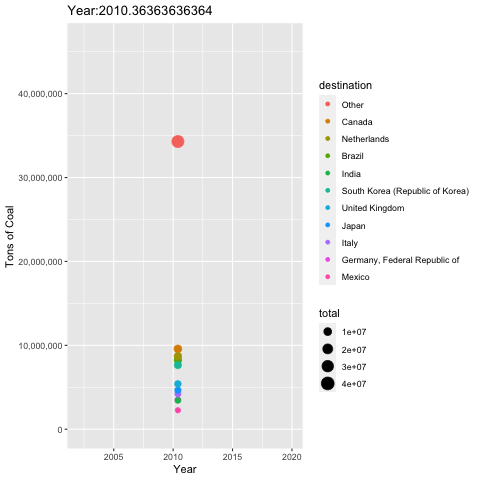 Year:2010.36363636364
Tons of Coal
40,000,000
30,000,000
20,000,000
10,000,000
0
2005
2010
2015
2020
Year
destination
Other
Canada
Netherlands
Brazil
India
South Korea (Republic of Korea)
United Kingdom
Japan
Italy
Germany, Federal Republic of
Mexico
total
1e+07
2e+07
3e+07
4e+07